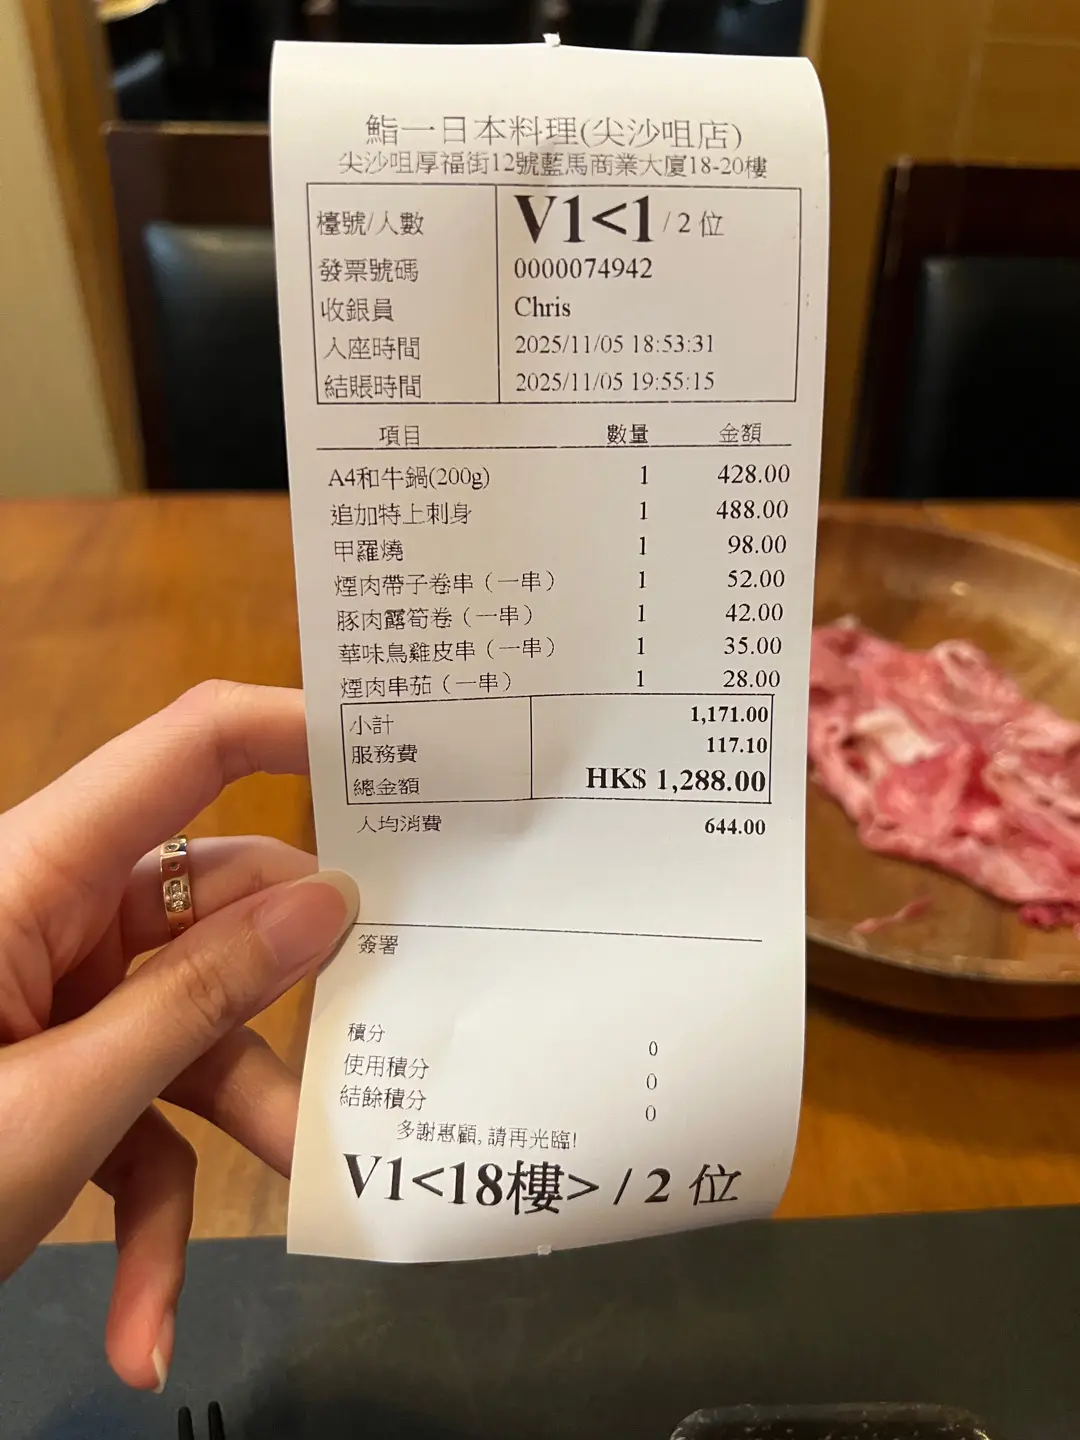 鮨一日本料理(尖沙咀店)
尖沙咀厚福街12號藍馬商業大廈18-20樓
檯號/人數 V1<1 / 2 位
發票號碼 0000074942
收銀員 Chris
入座時間 2025/11/05 18:53:31
結賬時間 2025/11/05 19:55:15
項目 數量 金額
A4和牛鍋(200g) 1 428.00
追加特上刺身 1 488.00
甲羅燒 1 98.00
煙肉帶子卷串（一串） 1 52.00
豚肉露筍卷（一串） 1 42.00
華味鳥雞皮串（一串） 1 35.00
煙肉串茄（一串） 1 28.00
小計 1,171.00
服務費 117.10
總金額 HK$ 1,288.00
人均消費 644.00
簽署
積分 0
使用積分 0
結餘積分 0
多謝惠顧,請再光臨!
V1<18樓> / 2 位